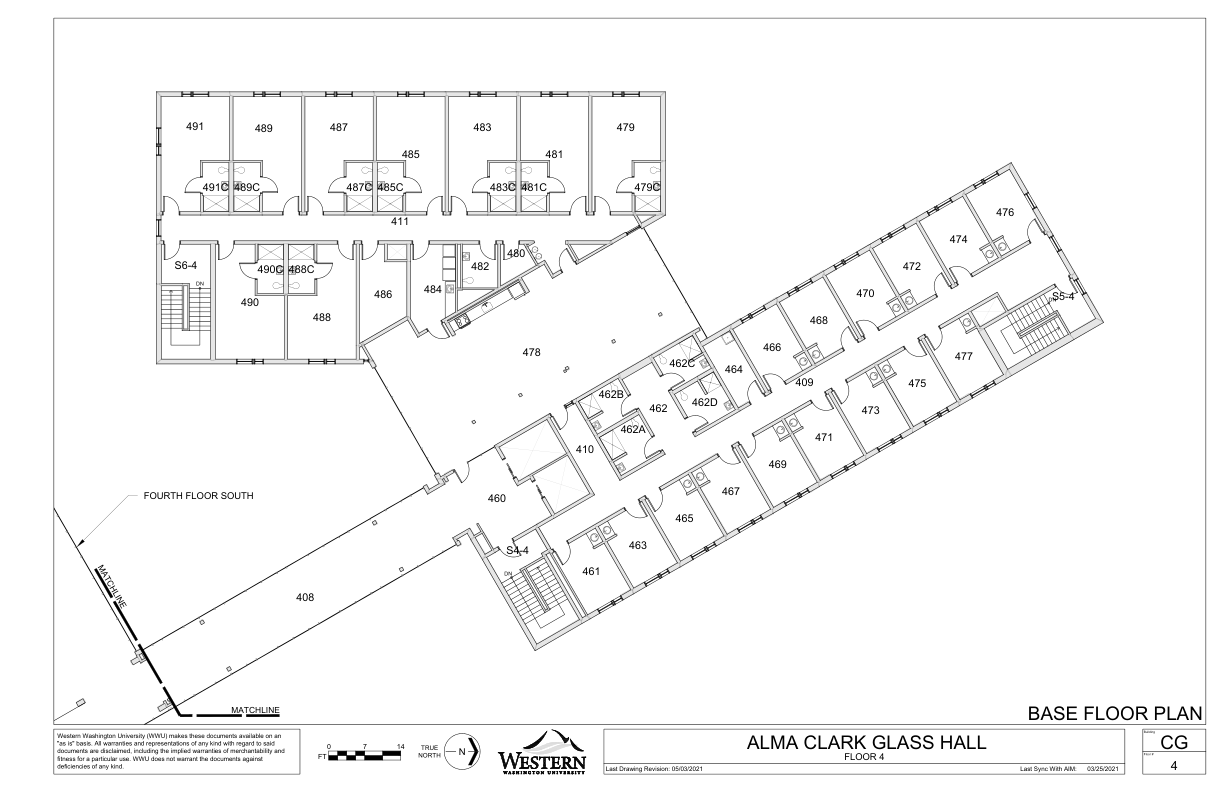 491
489
487
485
483
481
479
491C
489C
487C
485C
483C
481C
479C
411
S6-4
DN
490C
488C
490
488
486
484
482
480
478
476
474
472
470
468
466
464
S5-4
DN
477
475
473
471
469
467
465
463
461
409
462C
462B
462
462D
462A
410
460
S4-4
DN
408
FOURTH FLOOR SOUTH
MATCHLINE
MATCHLINE
BASE FLOOR PLAN
Western Washington University (WWU) makes these documents available on an
"as is" basis. All warranties and representations of any kind with regard to said
documents are disclaimed, including the implied warranties of merchantability and
fitness for a particular use. WWU does not warrant the documents against
deficiencies of any kind.
0 7 14
FT
TRUE
NORTH
N
WESTERN
WASHINGTON UNIVERSITY
ALMA CLARK GLASS HALL
FLOOR 4
Last Drawing Revision: 05/03/2021
Last Sync With AIM: 03/25/2021
Building
CG
Floor #
4